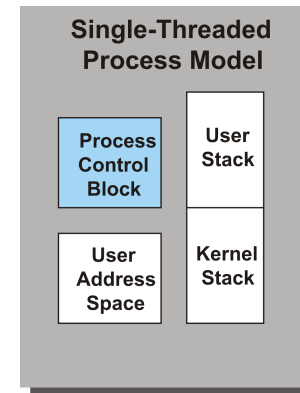 Single-Threaded
Process Model
Process
Control
Block
User
Stack
User
Address
Space
Kernel
Stack